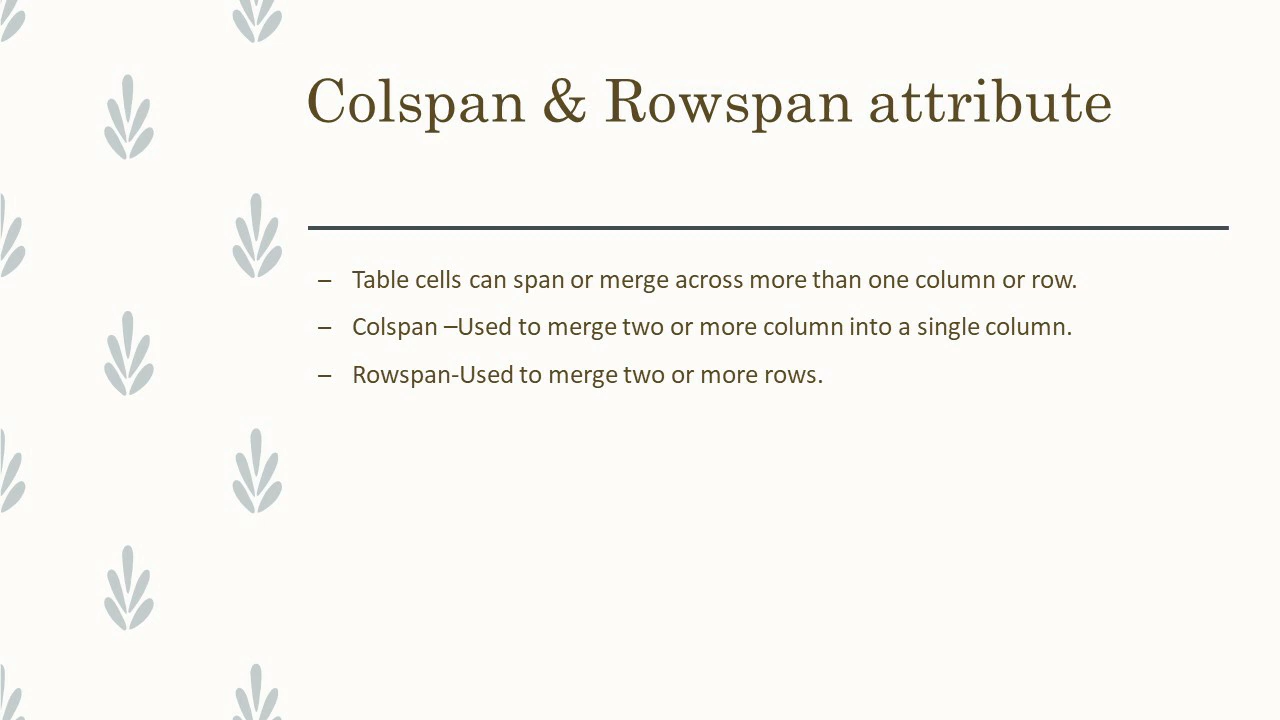 Colspan & Rowspan attribute
– Table cells can span or merge across more than one column or row.
– Colspan –Used to merge two or more column into a single column.
– Rowspan-Used to merge two or more rows.